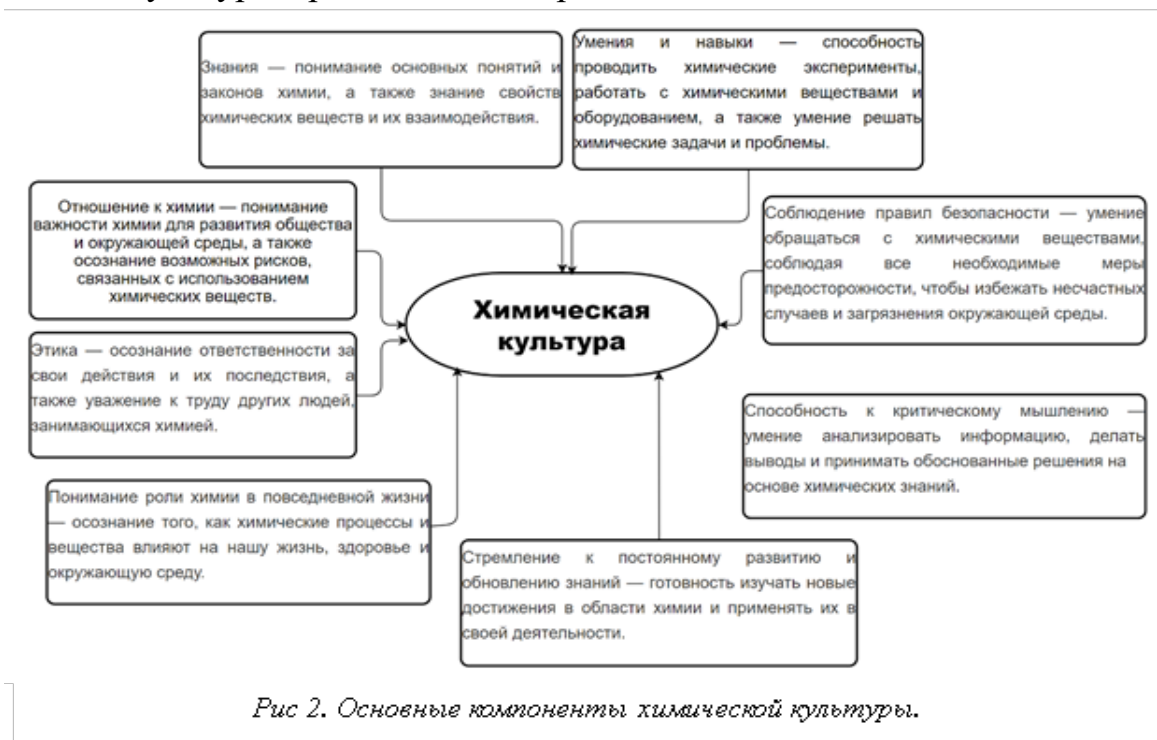 Знания — понимание основных понятий и
законов химии, а также знание свойств
химических веществ и их взаимодействия.
Умения и навыки — способность
проводить химические эксперименты,
работать с химическими веществами и
оборудованием, а также умение решать
химические задачи и проблемы.
Отношение к химии — понимание
важности химии для развития общества
и окружающей среды, а также
осознание возможных рисков,
связанных с использованием
химических веществ.
Соблюдение правил безопасности — умение
обращаться с химическими веществами,
соблюдая все необходимые меры
предосторожности, чтобы избежать несчастных
случаев и загрязнения окружающей среды.
Химическая
культура
Этика — осознание ответственности за
свои действия и их последствия, а
также уважение к труду других людей,
занимающихся химией.
Способность к критическому мышлению —
умение анализировать информацию, делать
выводы и принимать обоснованные решения на
основе химических знаний.
Понимание роли химии в повседневной жизни
— осознание того, как химические процессы и
вещества влияют на нашу жизнь, здоровье и
окружающую среду.
Стремление к постоянному развитию и
обновлению знаний — готовность изучать новые
достижения в области химии и применять их в
своей деятельности.
Рис 2. Основные компоненты химической культуры.